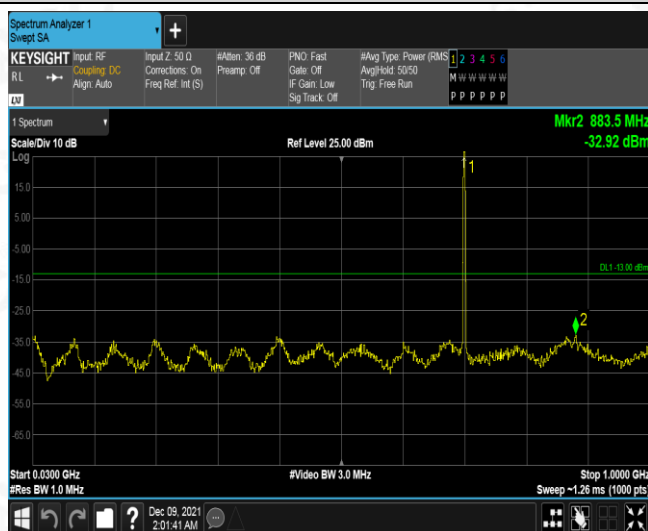 Spectrum Analyzer 1
Swept SA
KEYSIGHT
RL
Input: RF
Coupling: DC
Align: Auto
Input Z: 50 Ω
Corrections: On
Freq Ref: Int (S)
#Atten: 36 dB
Preamp: Off
PNO: Fast
Gate: Off
IF Gain: Low
Sig Track: Off
#Avg Type: Power (RMS
Avg|Hold: 50/50
Trig: Free Run
1 2 3 4 5 6
M W W W W W
P P P P P P
1 Spectrum
Mkr2 883.5 MHz
Scale/Div 10 dB
Ref Level 25.00 dBm
-32.92 dBm
Log
1
15.0
5.00
-5.00
DL1 -13.00 dBm
-15.0
-25.0
2
-35.0
-45.0
-55.0
-65.0
Start 0.0300 GHz
#Video BW 3.0 MHz
Stop 1.0000 GHz
#Res BW 1.0 MHz
Sweep ~1.26 ms (1000 pts)
?
Dec 09, 2021
2:01:41 AM